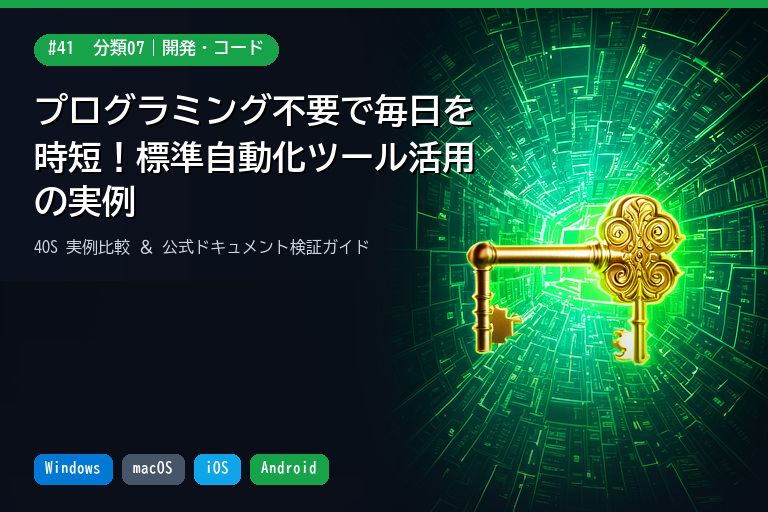 #41 分類07｜開発・コード
プログラミング不要で毎日を
時短！標準自動化ツール活用
の実例
4OS 実例比較 ＆ 公式ドキュメント検証ガイド
Windows macOS iOS Android